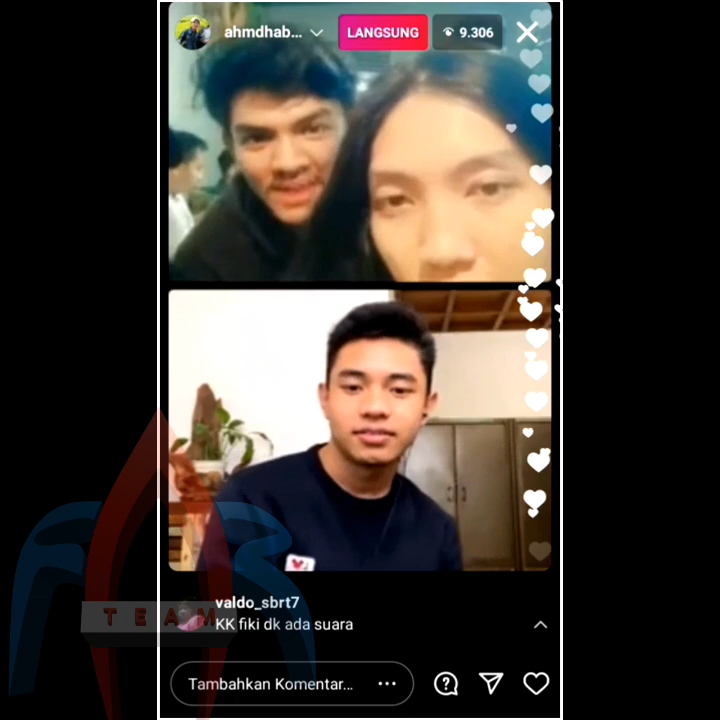 ahmdhab...
LANGSUNG
9.306
valdo_sbrt7
KK fiki dk ada suara
TEAM
Tambahkan Komentar...